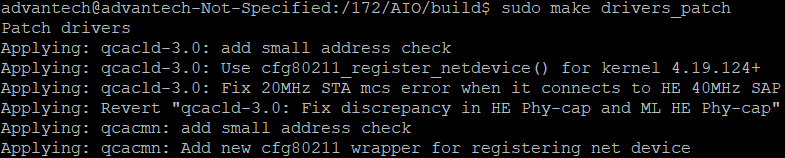 advantech@advantech-Not-Specified:/172/AIO/build$ sudo make drivers_patch
Patch drivers
Applying: qcacld-3.0: add small address check
Applying: qcacld-3.0: Use cfg80211_register_netdevice() for kernel 4.19.124+
Applying: qcacld-3.0: Fix 20MHz STA mcs error when it connects to HE 40MHz SAP
Applying: Revert "qcacld-3.0: Fix discrepancy in HE Phy-cap and ML HE Phy-cap"
Applying: qcacmn: add small address check
Applying: qcacmn: Add new cfg80211 wrapper for registering net device